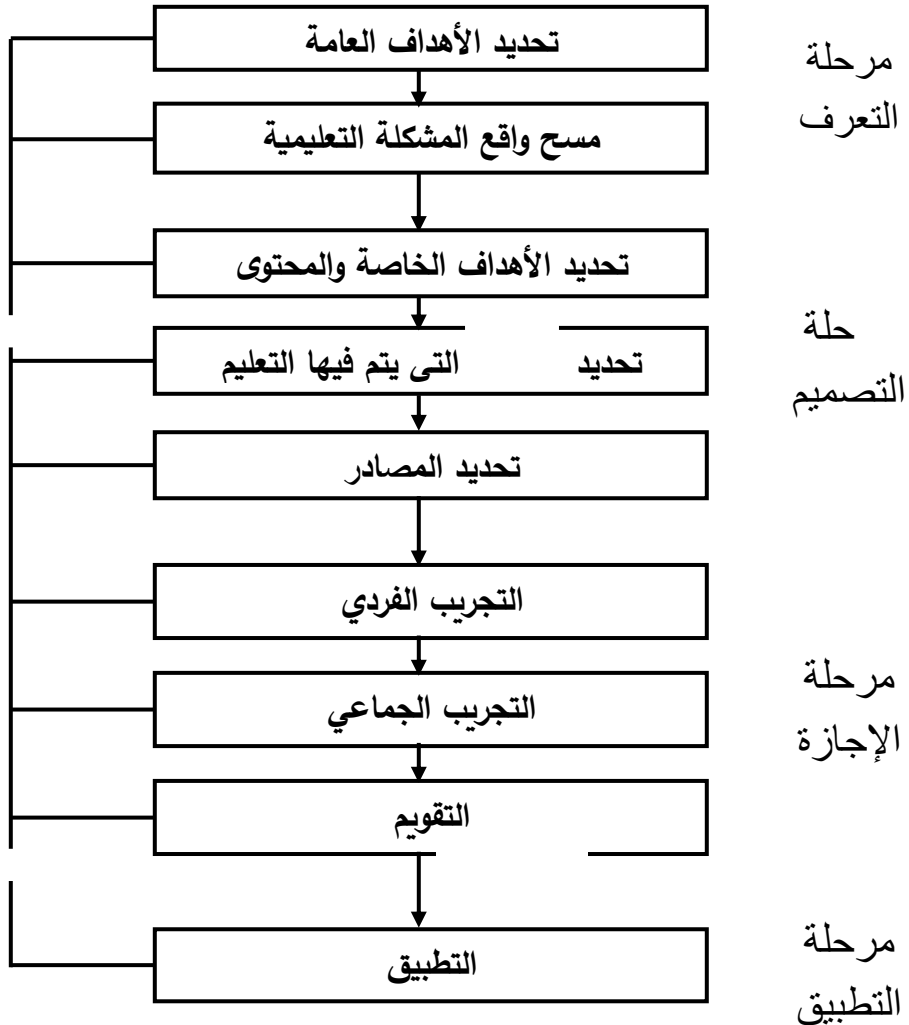 تحديد الأهداف العامة
مرحلة
التعرف
مسح واقع المشكلة التعليمية
تحديد الأهداف الخاصة والمحتوى
حلة
التصميم
تحديد التى يتم فيها التعليم
تحديد المصادر
التجريب الفردي
مرحلة
الإجازة
التجريب الجماعي
التقويم
مرحلة
التطبيق
التطبيق